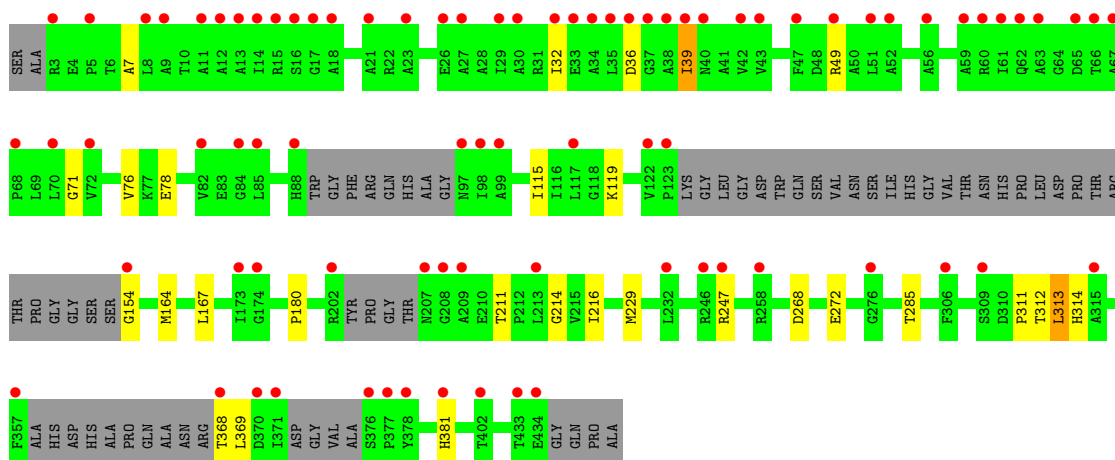 SER ALA R3 E4 P5 T6 A7 L8 A9 T10 A11 A12 A13 I14 R15 S16 G17 A18 A21 R22 A23 E26 A27 A28 I29 A30 R31 I32 E33 A34 L35 D36 G37 A38 I39 N40 A41 V42 V43 F47 D48 R49 A50 L51 A52 A56 A59 R60 I61 Q62 A63 G64 D65 T66 A67
P68 L69 L70 G71 V72 V76 K77 E78 V82 E83 G84 L85 H88 TRP GLY PHE ARG GLN HIS ALA GLY N97 I98 A99 I115 I116 L117 G118 K119 V122 P123 LYS GLY LEU GLY ASP TRP GLN SER VAL ASN SER ILE HIS GLY VAL THR ASN HIS PRO LEU ASP PRO THR ARG
THR PRO GLY GLY SER SER G154 M164 L167 I173 G174 P180 R202 TYR PRO GLY THR N207 G208 A209 E210 T211 P212 L213 G214 V215 I216 M229 L232 R246 R247 R258 D268 E272 G276 T285 F306 S309 D310 P311 T312 L313 H314 A315
F357 ALA HIS ASP HIS ALA PRO GLN ALA ASN ARG T368 L369 D370 I371 ASP GLY VAL ALA S376 P377 Y378 H381 T402 T433 E434 GLY GLN PRO ALA